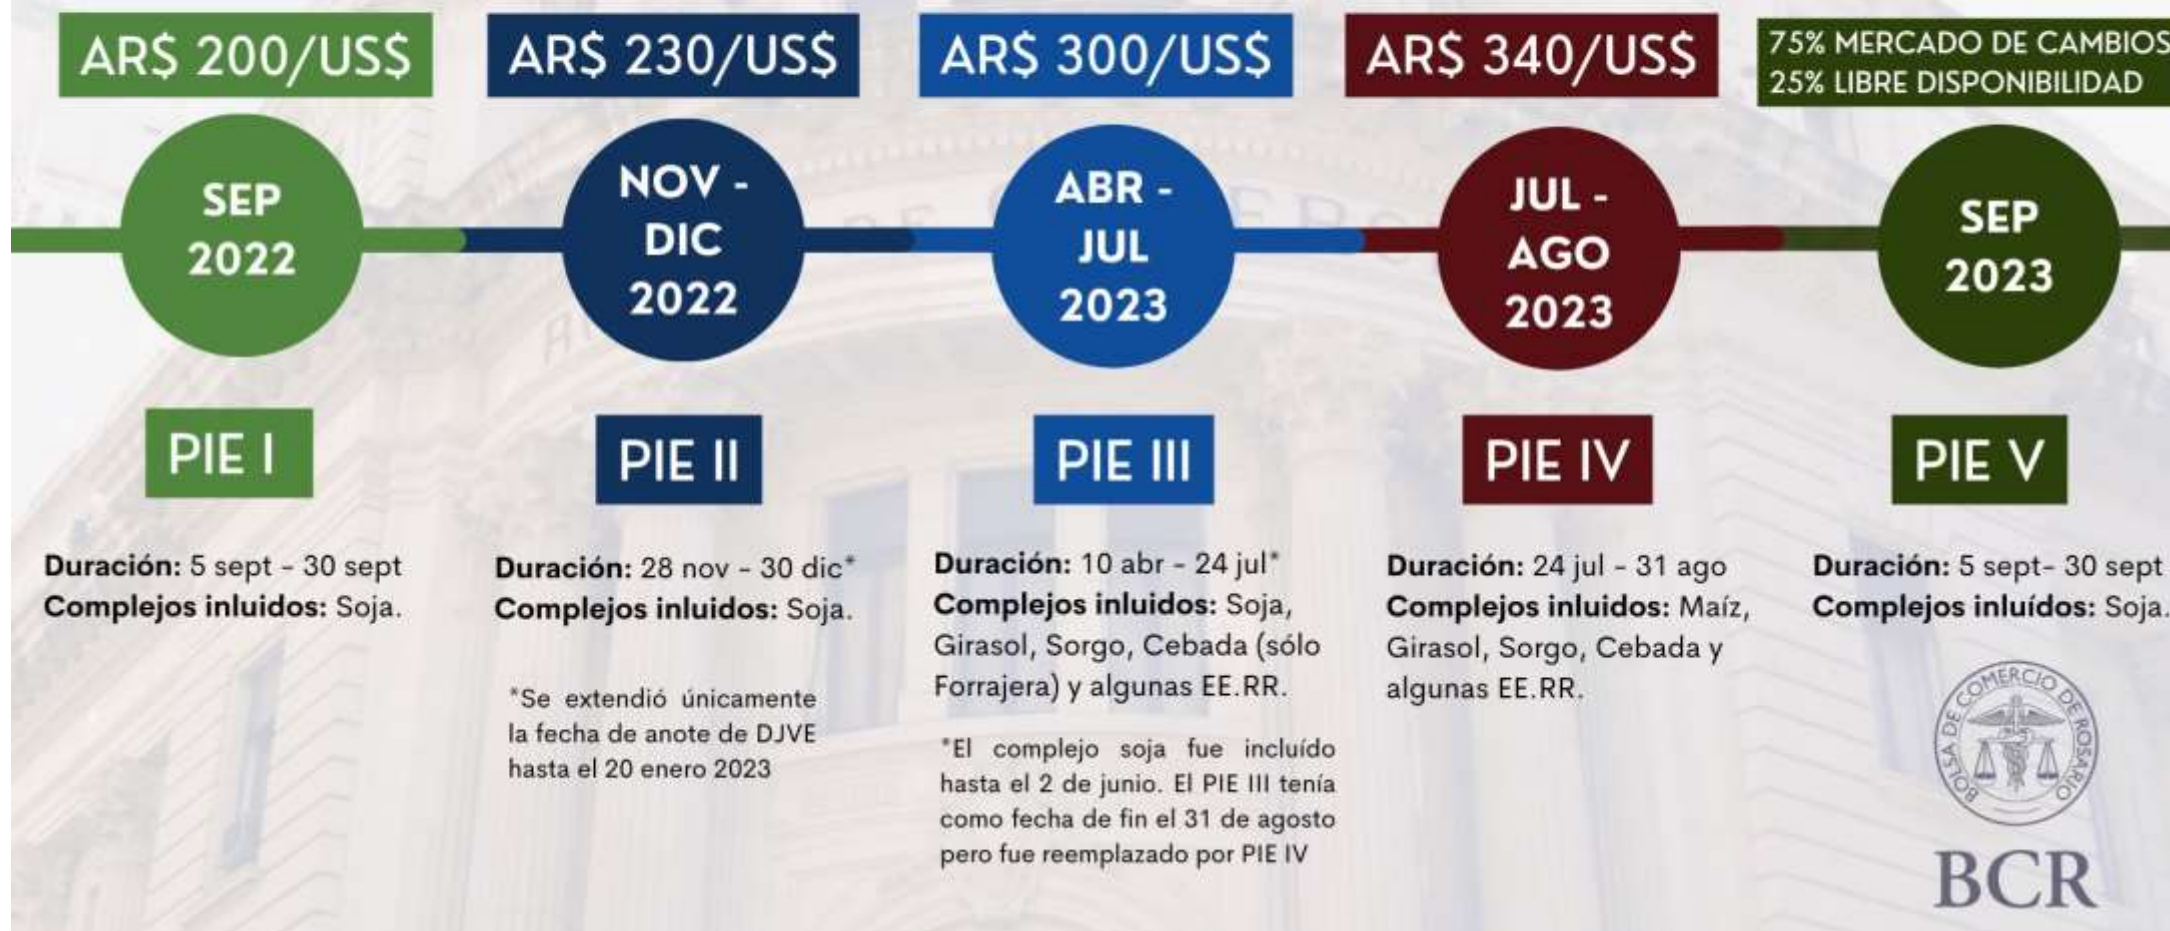 AR$ 200/US$
AR$ 230/US$
AR$ 300/US$
AR$ 340/US$
75% MERCADO DE CAMBIOS
25% LIBRE DISPONIBILIDAD
SEP
2022
NOV -
DIC
2022
ABR -
JUL
2023
JUL -
AGO
2023
SEP
2023
PIE I
PIE II
PIE III
PIE IV
PIE V
Duración: 5 sept - 30 sept
Complejos inluidos: Soja.
Duración: 28 nov - 30 dic*
Complejos inluidos: Soja.
*Se extendió únicamente
la fecha de anote de DJVE
hasta el 20 enero 2023
Duración: 10 abr - 24 jul*
Complejos inluidos: Soja,
Girasol, Sorgo, Cebada (sólo
Forrajera) y algunas EE.RR.
*El complejo soja fue incluído
hasta el 2 de junio. El PIE III tenía
como fecha de fin el 31 de agosto
pero fue reemplazado por PIE IV
Duración: 24 jul - 31 ago
Complejos inluidos: Maíz,
Girasol, Sorgo, Cebada y
algunas EE.RR.
Duración: 5 sept- 30 sept
Complejos inluídos: Soja.
BOLSA DE COMERCIO DE ROSARIO
BCR